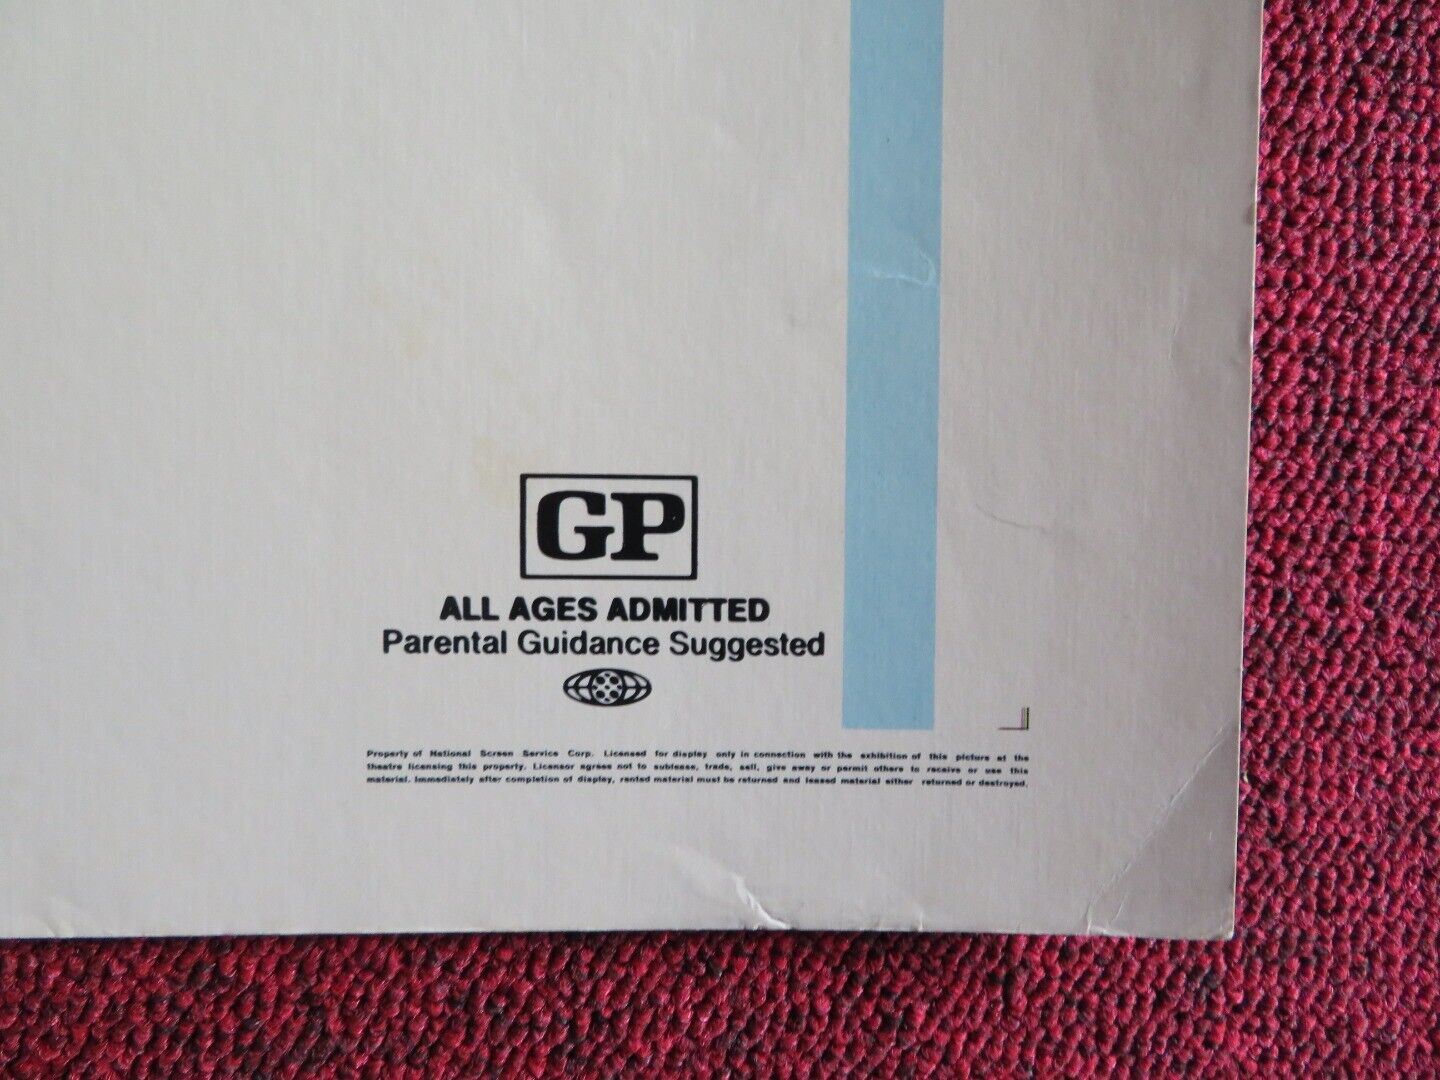 GP
ALL AGES ADMITTED
Parental Guidance Suggested
Property of National Screen Service Corp. Licensed for display only in connection with the exhibition of this picture at the
theatre licensing this property. Licensor agrees not to sublease, trade, sell, give away or permit others to receive or use this
material. Immediately after completion of display, rented material must be returned and leased material either returned or destroyed.